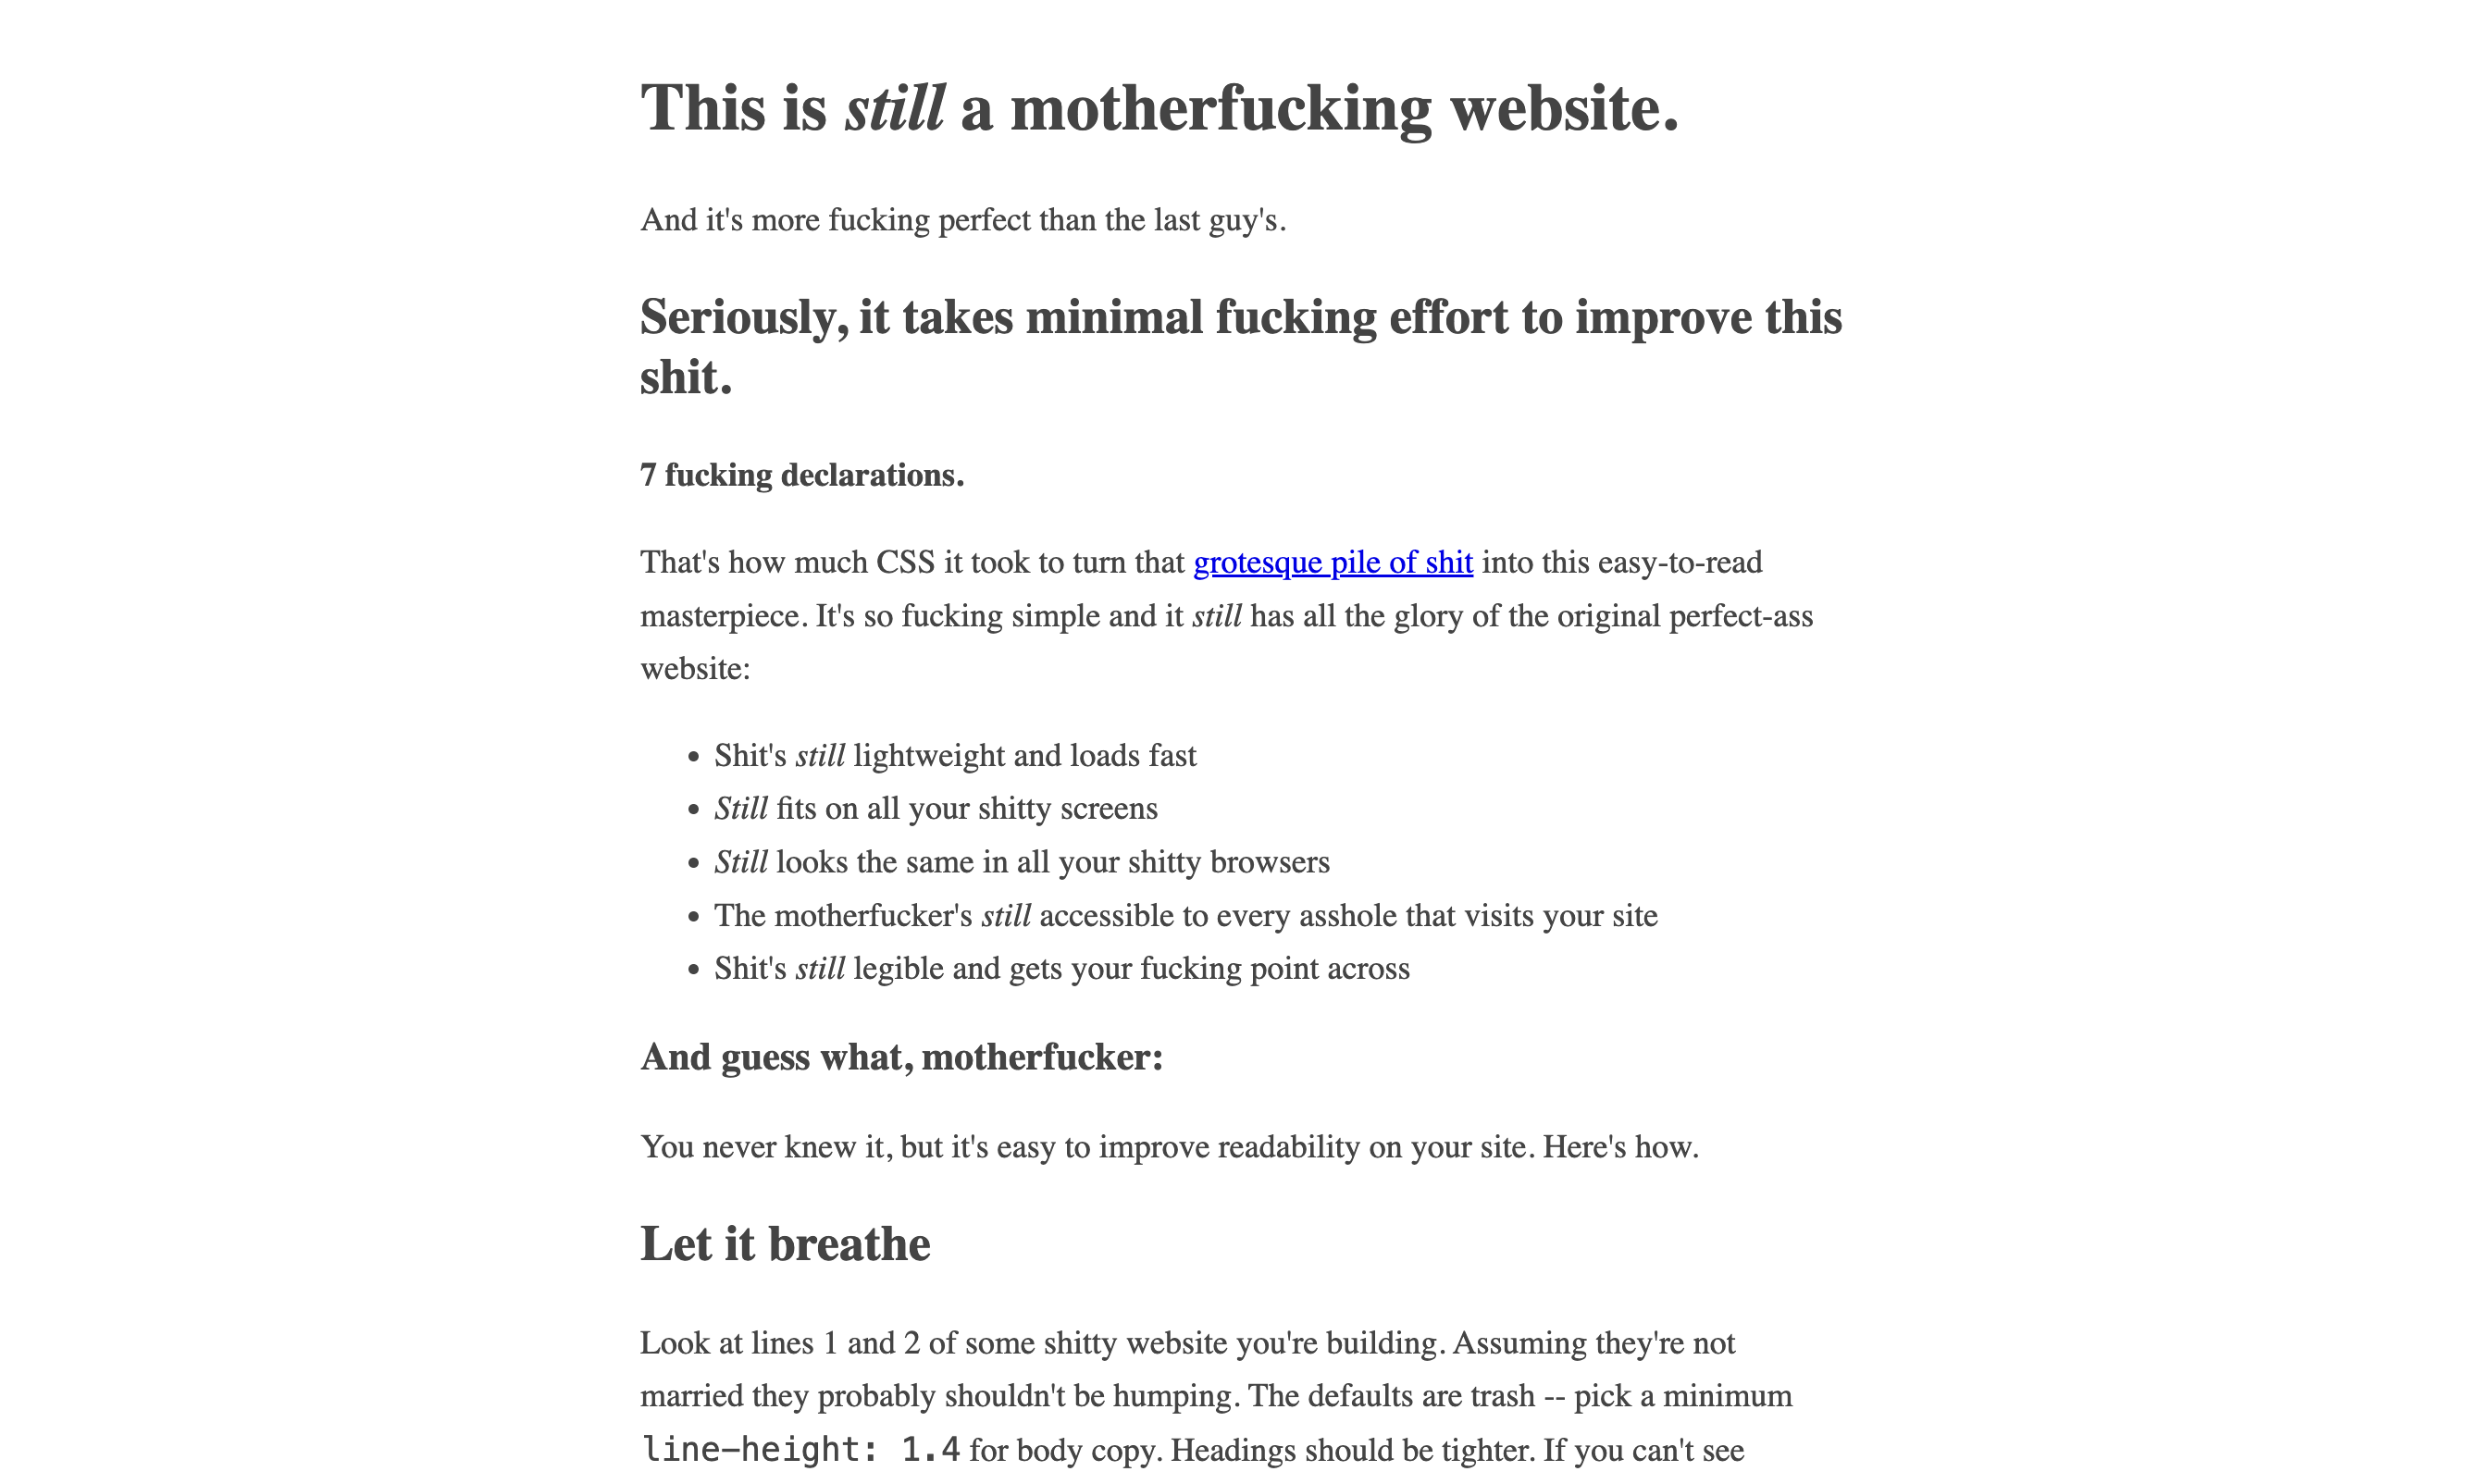 This is still a motherfucking website.
And it's more fucking perfect than the last guy's.
Seriously, it takes minimal fucking effort to improve this
shit.
7 fucking declarations.
That's how much CSS it took to turn that grotesque pile of shit into this easy-to-read
masterpiece. It's so fucking simple and it still has all the glory of the original perfect-ass
website:
• Shit's still lightweight and loads fast
• Still fits on all your shitty screens
• Still looks the same in all your shitty browsers
• The motherfucker's still accessible to every asshole that visits your site
• Shit's still legible and gets your fucking point across
And guess what, motherfucker:
You never knew it, but it's easy to improve readability on your site. Here's how.
Let it breathe
Look at lines 1 and 2 of some shitty website you're building. Assuming they're not
married they probably shouldn't be humping. The defaults are trash -- pick a minimum
line-height: 1.4 for body copy. Headings should be tighter. If you can't see